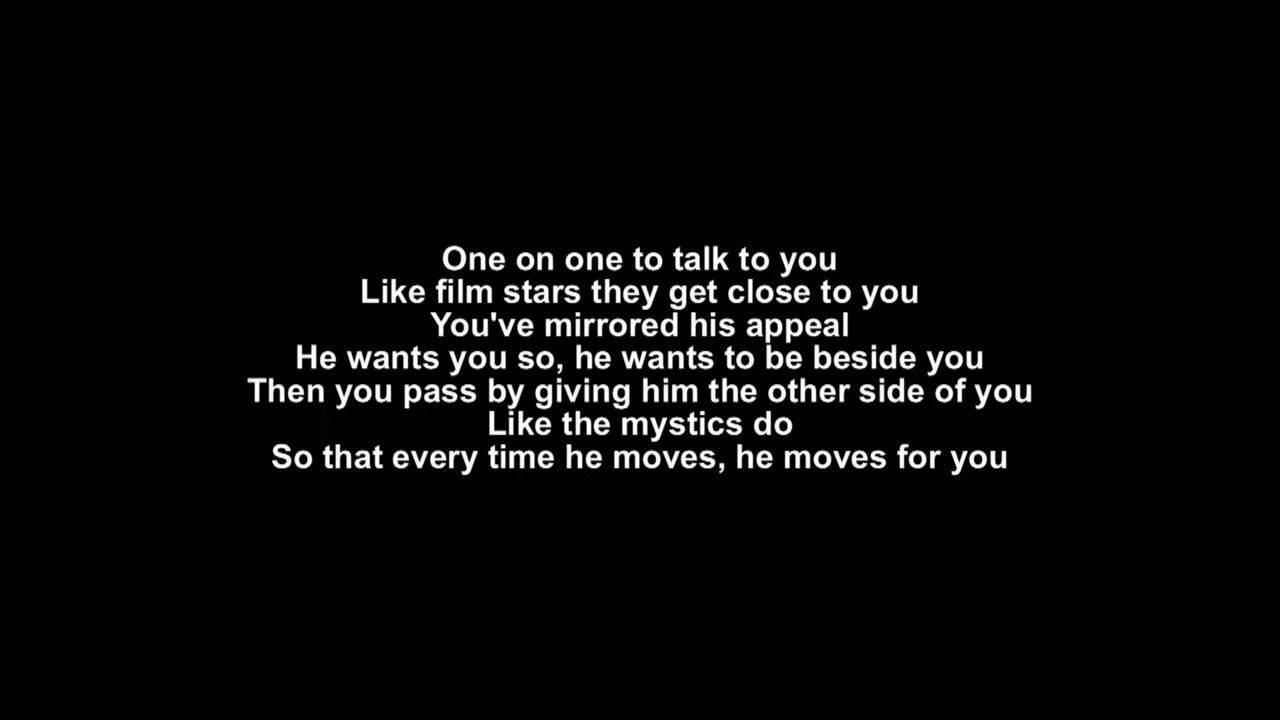 One on one to talk to you
Like film stars they get close to you
You've mirrored his appeal
He wants you so, he wants to be beside you
Then you pass by giving him the other side of you
Like the mystics do
So that every time he moves, he moves for you